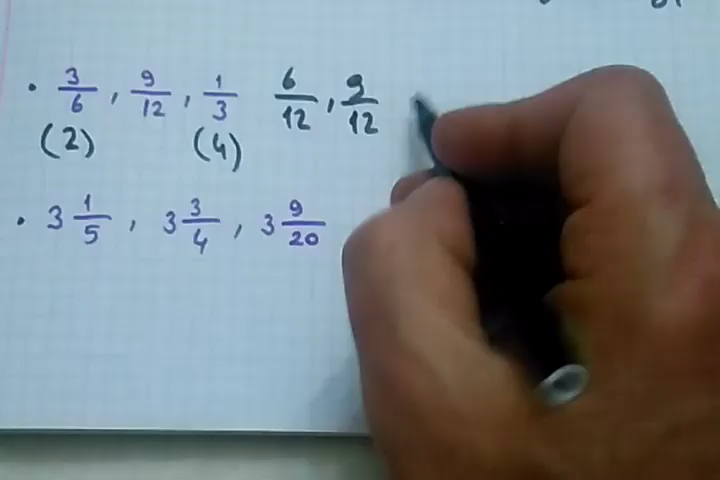 • 3/6, 9/12, 1/3 6/12, 9/12
(2) (4)
• 3 1/5, 3 3/4, 3 9/20